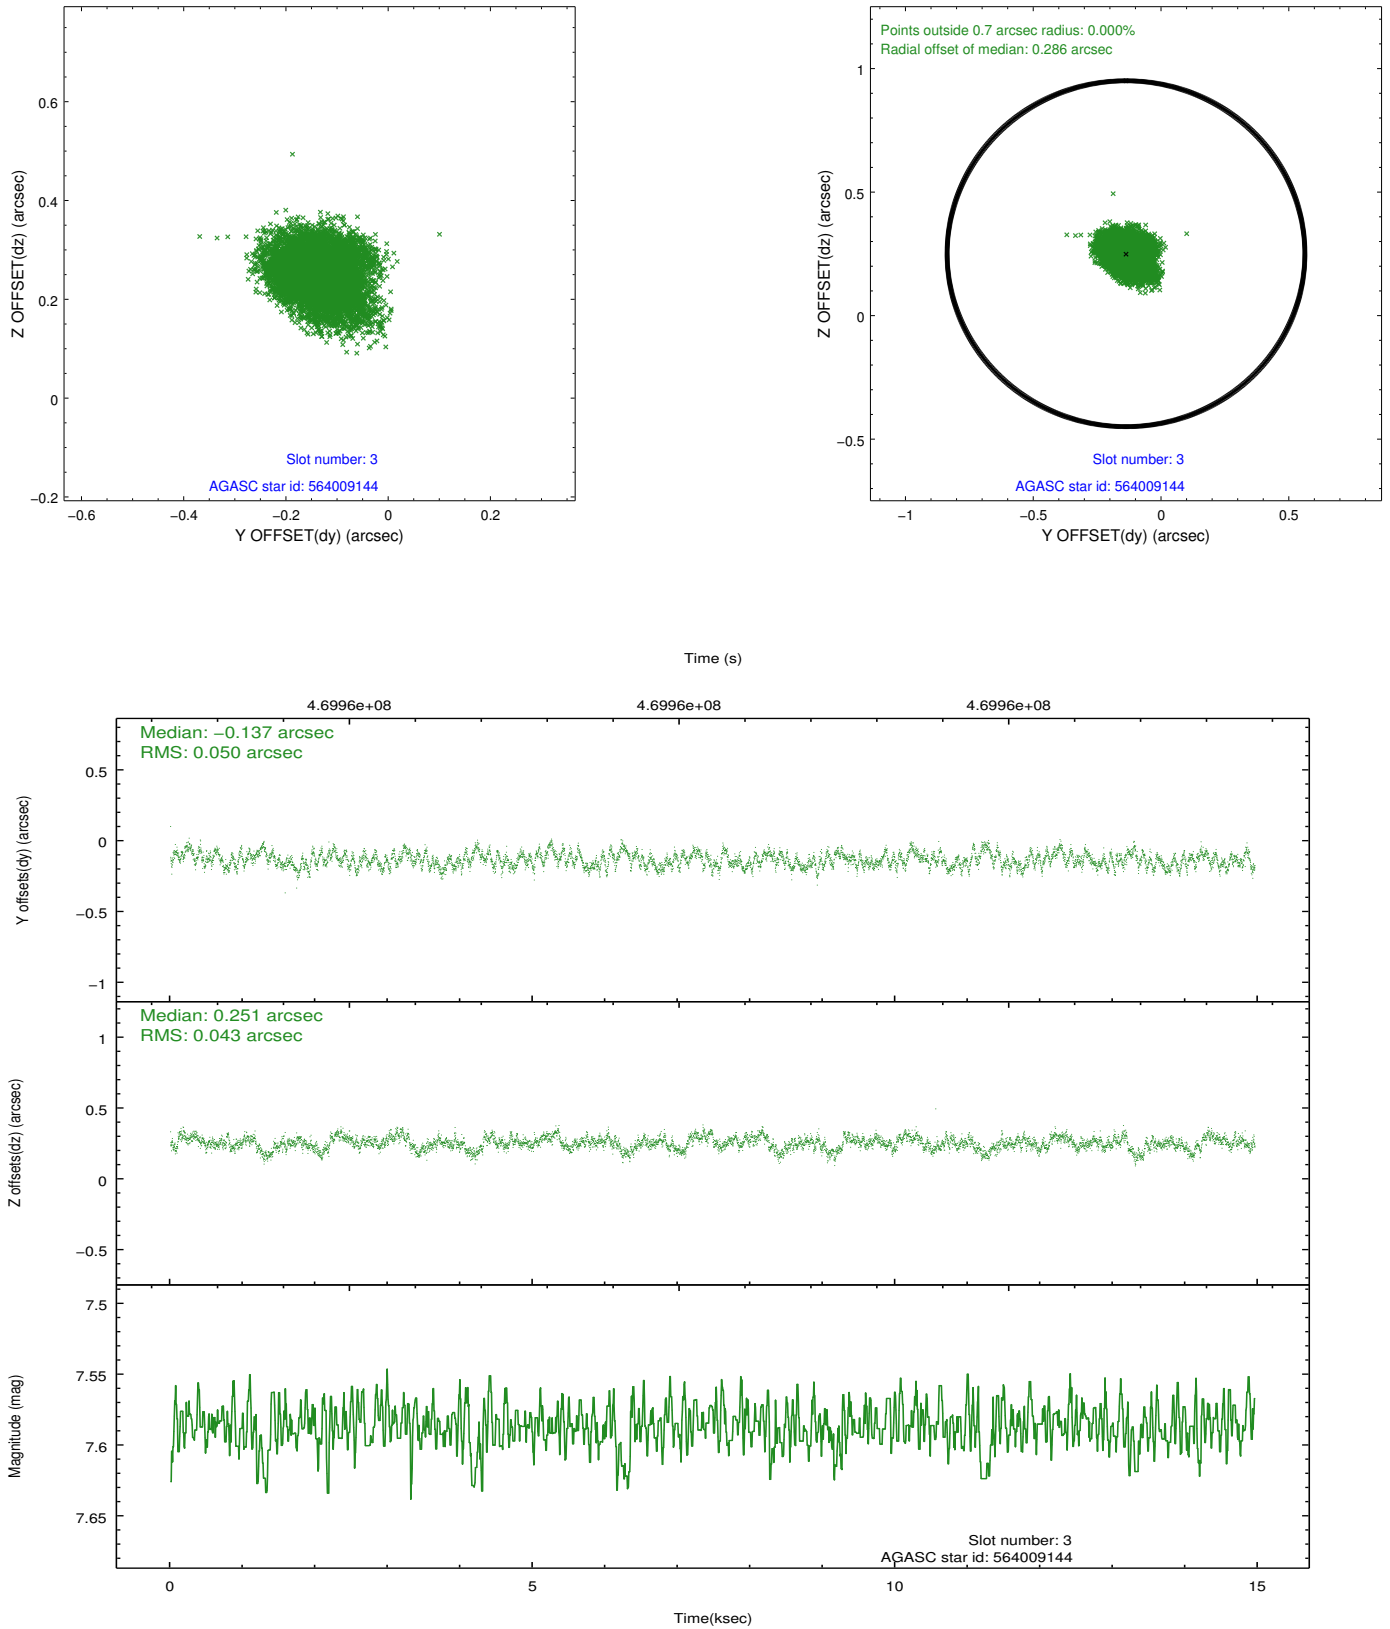 0.6
0.4
0.2
0
−0.2
Z OFFSET(dz) (arcsec)
Slot number: 3
AGASC star id: 564009144
−0.6
−0.4
−0.2
0
0.2
Y OFFSET(dy) (arcsec)
Points outside 0.7 arcsec radius: 0.000%
Radial offset of median: 0.286 arcsec
1
0.5
0
−0.5
Z OFFSET(dz) (arcsec)
Slot number: 3
AGASC star id: 564009144
−1
−0.5
0
0.5
Y OFFSET(dy) (arcsec)
Time (s)
4.6996e+08
4.6996e+08
4.6996e+08
Median: −0.137 arcsec
RMS: 0.050 arcsec
0.5
0
−0.5
−1
Y offsets(dy) (arcsec)
Median: 0.251 arcsec
RMS: 0.043 arcsec
1
0.5
0
−0.5
Z offsets(dz) (arcsec)
7.5
7.55
7.6
7.65
Magnitude (mag)
Slot number: 3
AGASC star id: 564009144
0
5
10
15
Time(ksec)